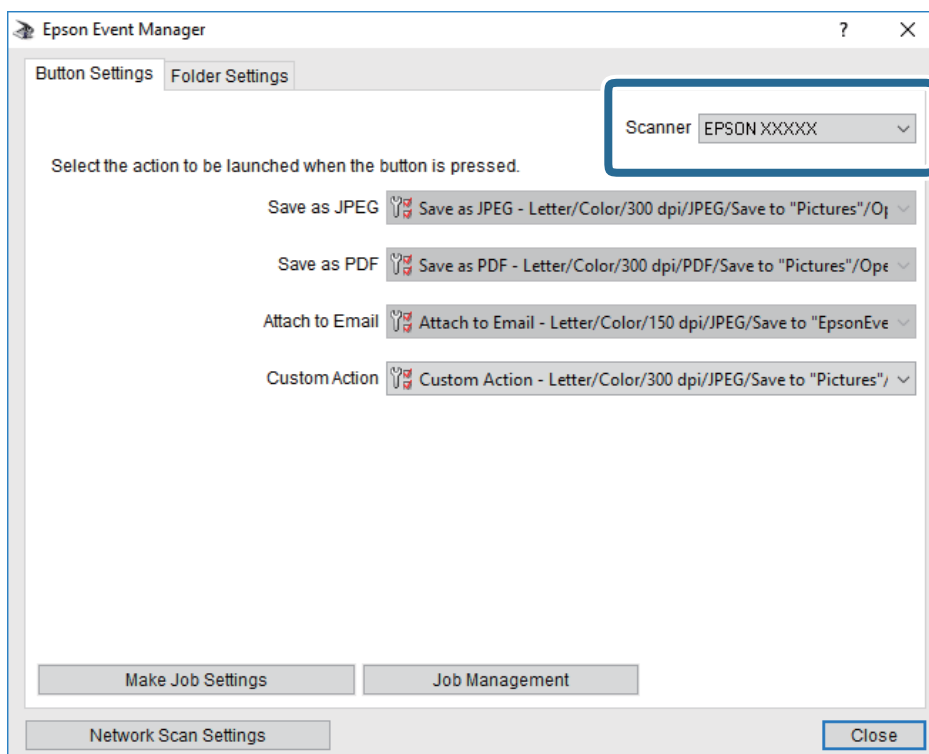 Epson Event Manager
Button Settings Folder Settings
Scanner EPSON XXXXX
Select the action to be launched when the button is pressed.
Save as JPEG Save as JPEG - Letter/Color/300 dpi/JPEG/Save to "Pictures"/Op
Save as PDF Save as PDF - Letter/Color/300 dpi/PDF/Save to "Pictures"/Ope
Attach to Email Attach to Email - Letter/Color/150 dpi/JPEG/Save to "EpsonEve
Custom Action Custom Action - Letter/Color/300 dpi/JPEG/Save to "Pictures"/
Make Job Settings Job Management
Network Scan Settings Close